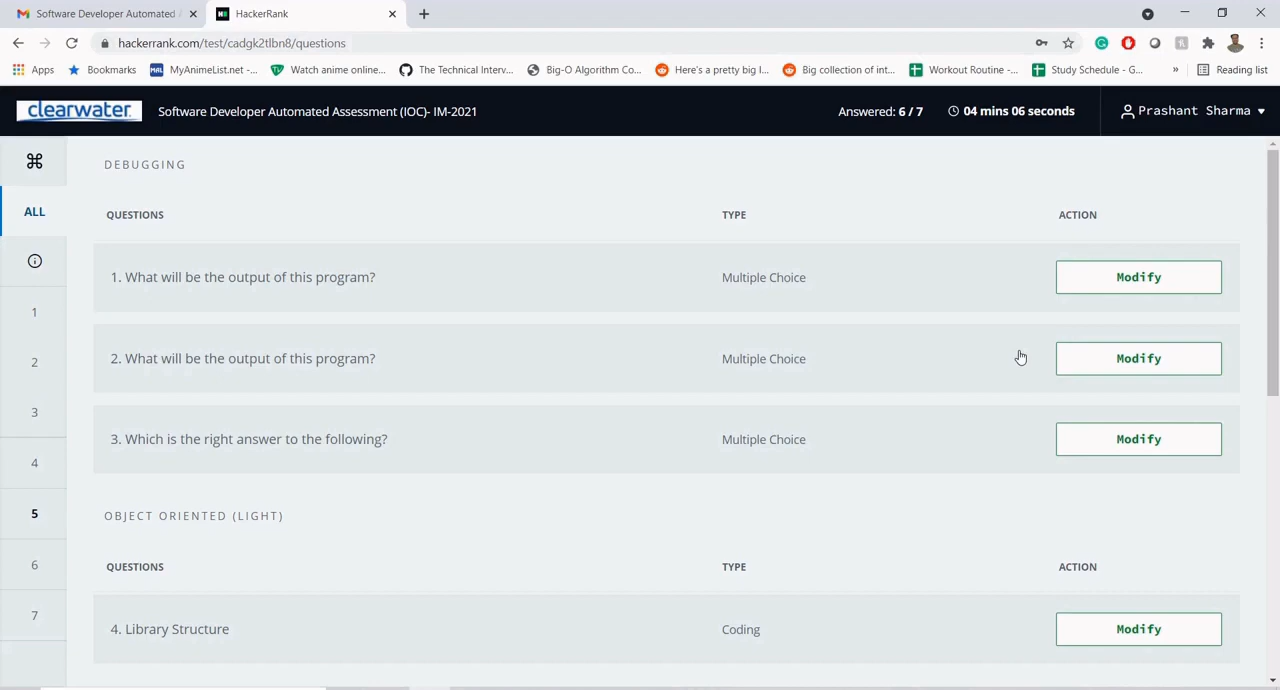 Software Developer Automated A
HackerRank
hackerrank.com/test/cadgk2tlbn8/questions
Apps
Bookmarks
MyAnimeList.net -...
Watch anime online...
The Technical Interv...
Big-O Algorithm Co...
Here's a pretty big l...
Big collection of int...
Workout Routine -...
Study Schedule - G...
»
Reading list
clearwater
Software Developer Automated Assessment (IOC)- IM-2021
Answered: 6 / 7
04 mins 06 seconds
Prashant Sharma
ALL
1
2
3
4
5
6
7
DEBUGGING
QUESTIONS TYPE ACTION
1. What will be the output of this program? Multiple Choice Modify
2. What will be the output of this program? Multiple Choice Modify
3. Which is the right answer to the following? Multiple Choice Modify
OBJECT ORIENTED (LIGHT)
QUESTIONS TYPE ACTION
4. Library Structure Coding Modify